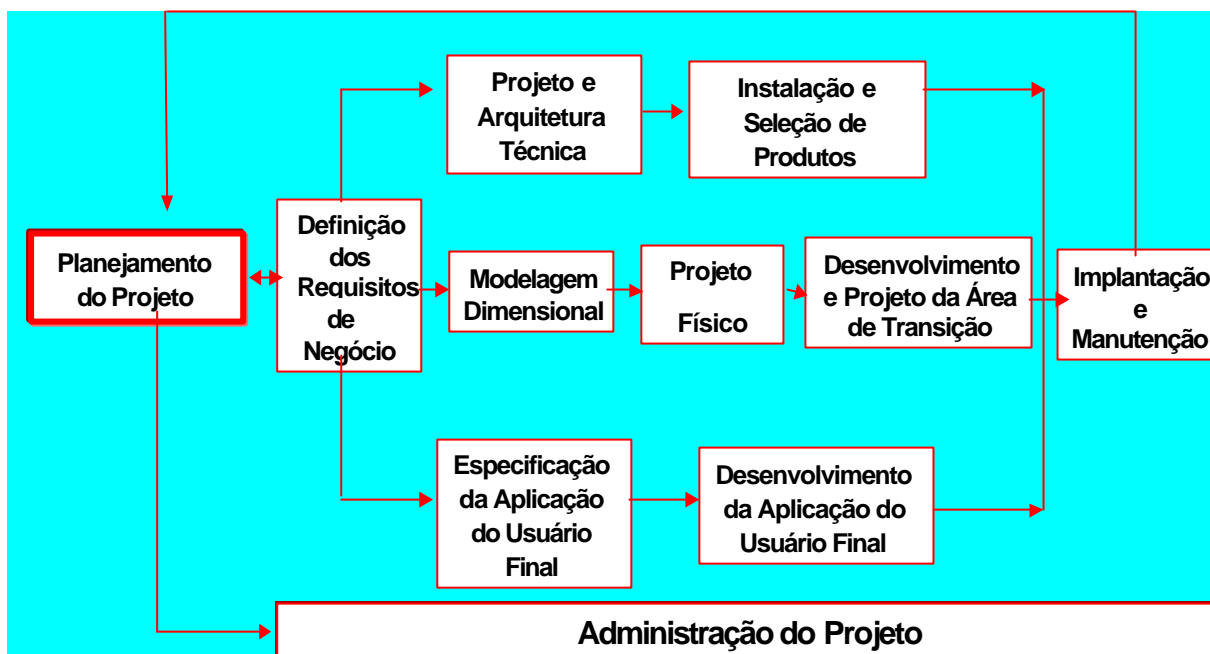 Projeto e
Arquitetura
Técnica
Instalação e
Seleção de
Produtos
Planejamento
do Projeto
Definição
dos
Requisitos
de
Negócio
Modelagem
Dimensional
Projeto
Físico
Desenvolvimento
e Projeto da Área
de Transição
Implantação
e
Manutenção
Especificação
da Aplicação
do Usuário
Final
Desenvolvimento
da Aplicação do
Usuário Final
Administração do Projeto